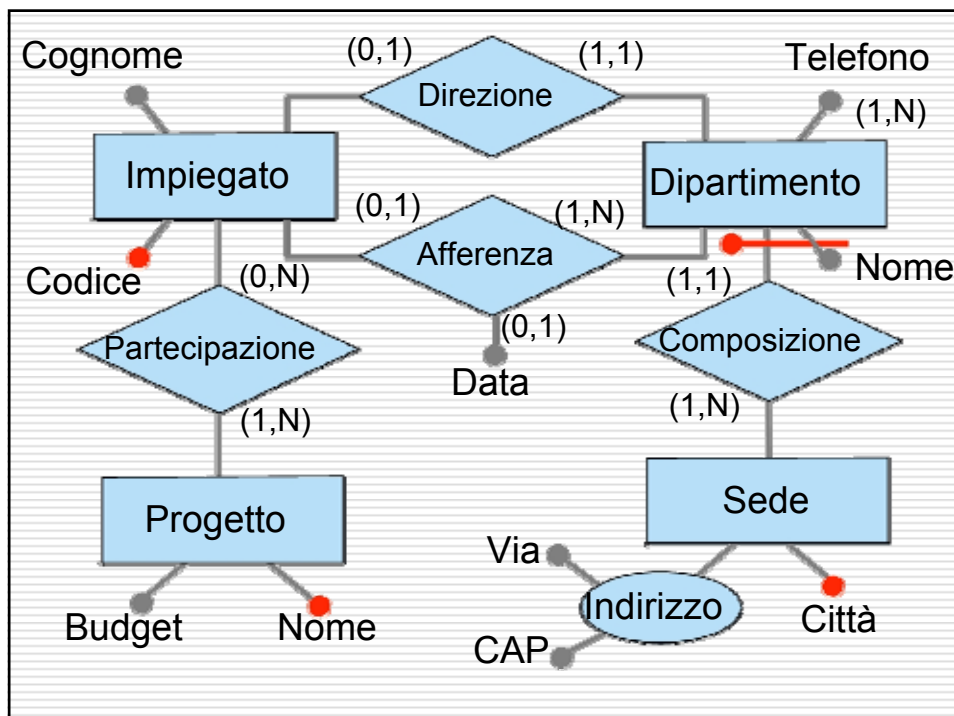 Cognome
(0,1)
(1,1)
Telefono
Direzione
(1,N)
Impiegato
Dipartimento
(0,1)
(1,N)
Afferenza
Codice
(0,N)
(1,1)
Nome
(0,1)
Partecipazione
Composizione
Data
(1,N)
(1,N)
Progetto
Sede
Via
Indirizzo
Budget
Nome
Città
CAP